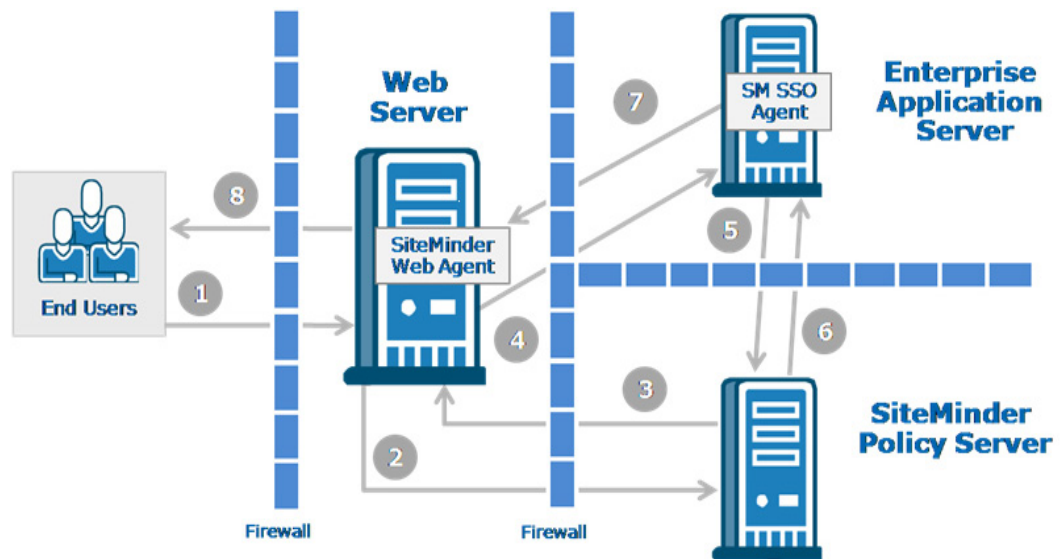 Web
Server
SM SSO
Agent
Enterprise
Application
Server
7
8
SiteMinder
Web Agent
5
End Users
1
4
6
3
SiteMinder
Policy Server
2
Firewall
Firewall